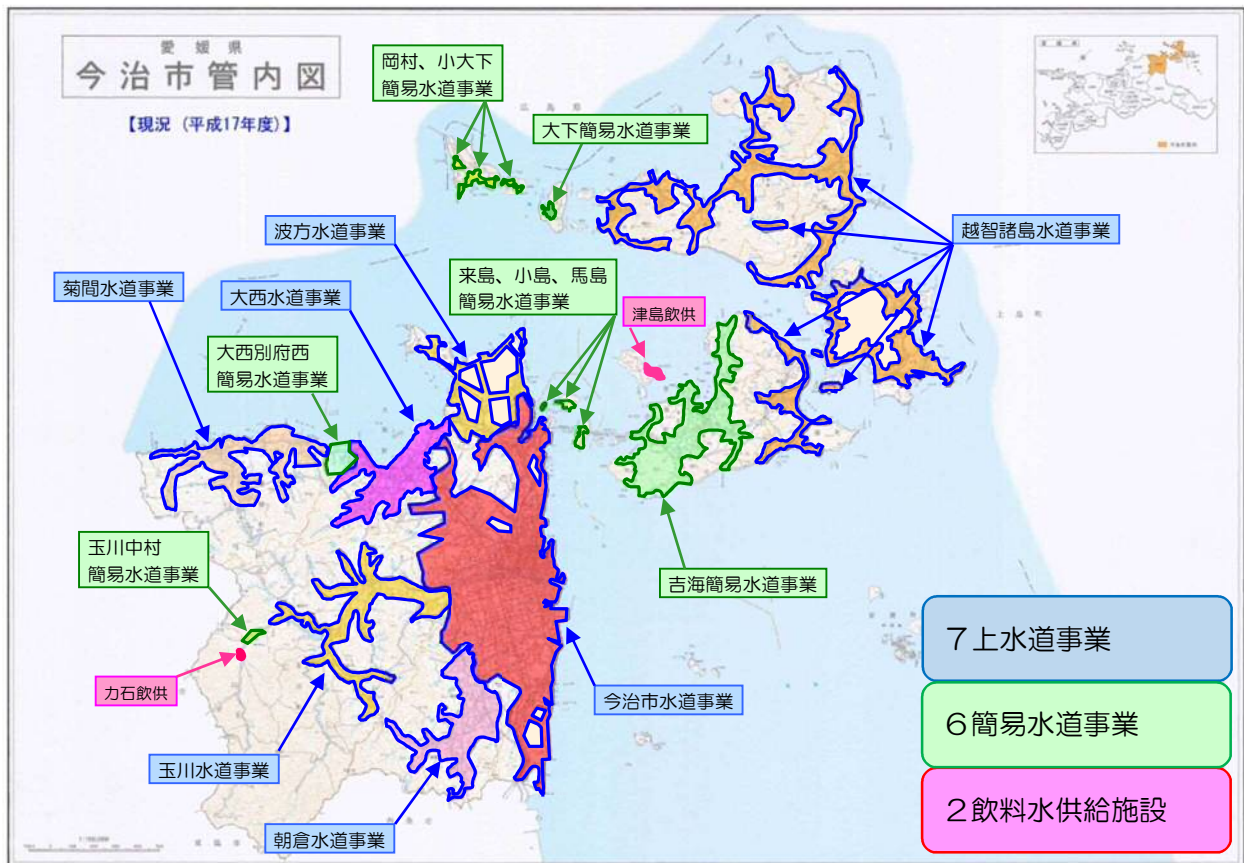 愛媛県
今治市管内図
【現況（平成17年度）】
岡村、小大下
簡易水道事業
大下簡易水道事業
波方水道事業
越智諸島水道事業
来島、小島、馬島
簡易水道事業
菊間水道事業
大西水道事業
津島飲供
大西別府西
簡易水道事業
玉川中村
簡易水道事業
吉海簡易水道事業
力石飲供
今治市水道事業
玉川水道事業
朝倉水道事業
7上水道事業
6簡易水道事業
2飲料水供給施設